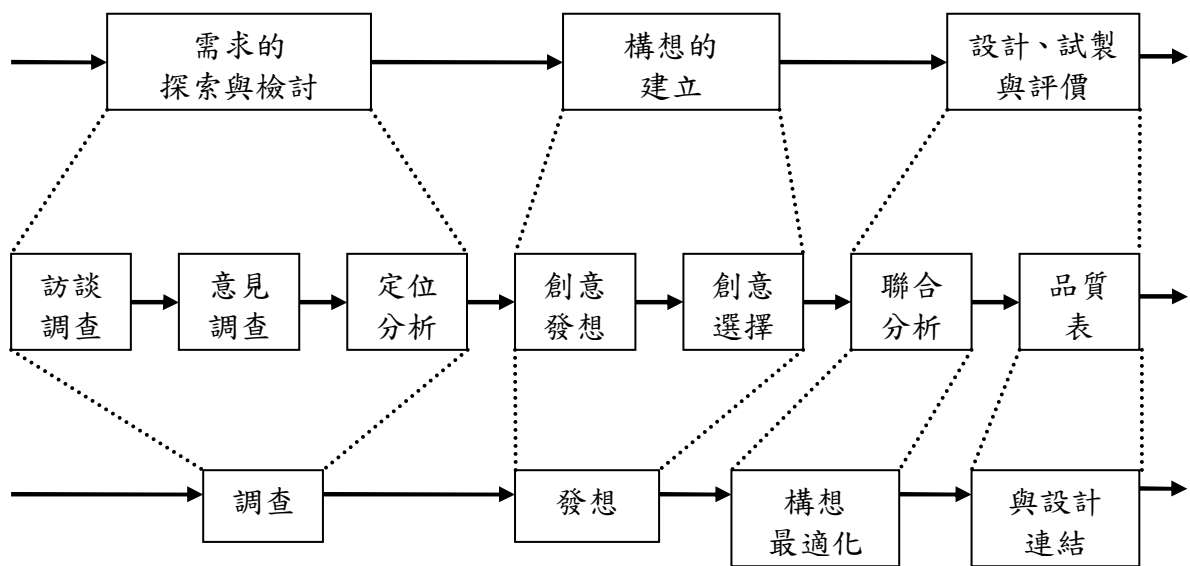 需求的
探索與檢討
構想的
建立
設計、試製
與評價
訪談
調查
意見
調查
定位
分析
創意
發想
創意
選擇
聯合
分析
品質
表
調查
發想
構想
最適化
與設計
連結